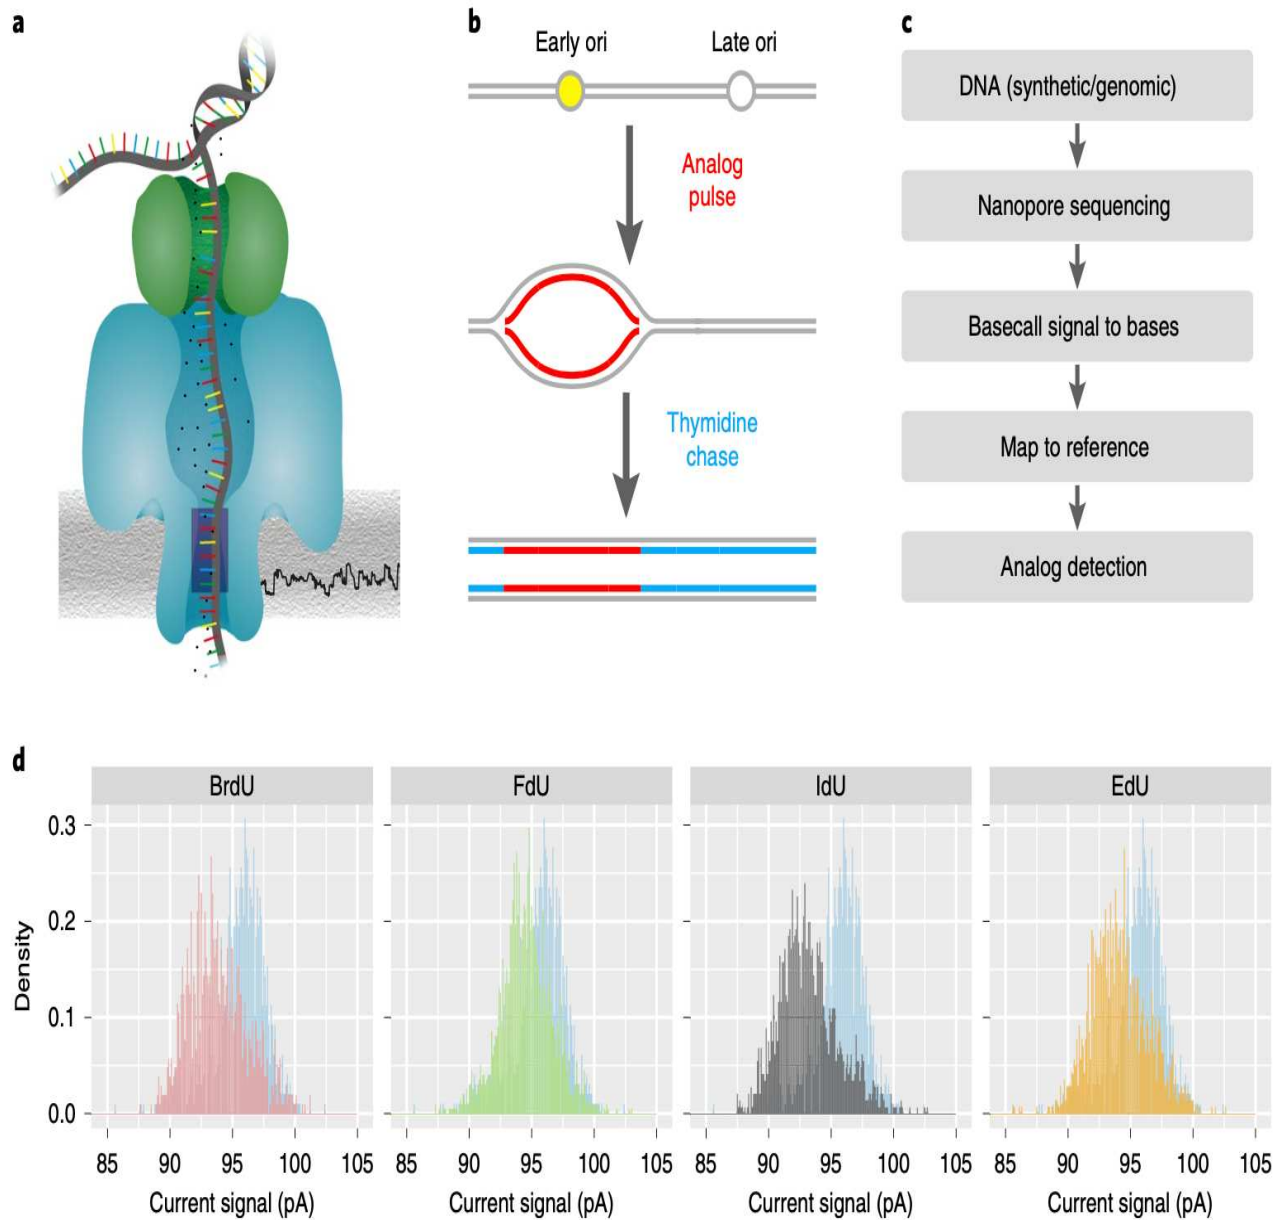 a
b
c
Early ori
Late ori
Analog
pulse
Thymidine
chase
DNA (synthetic/genomic)
Nanopore sequencing
Basecall signal to bases
Map to reference
Analog detection
d
BrdU
FdU
IdU
EdU
Density
0.3
0.2
0.1
0.0
85 90 95 100 105
85 90 95 100 105
85 90 95 100 105
85 90 95 100 105
Current signal (pA)
Current signal (pA)
Current signal (pA)
Current signal (pA)